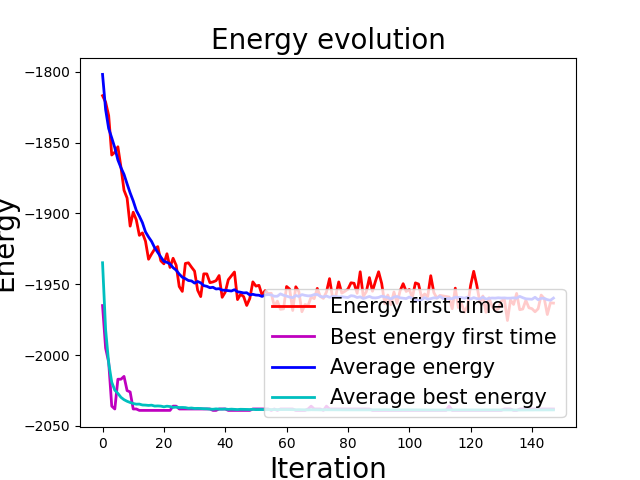 Energy evolution
Energy
−1800
−1850
−1900
−1950
−2000
−2050
0 20 40 60 80 100 120 140
Iteration
Energy first time
Best energy first time
Average energy
Average best energy